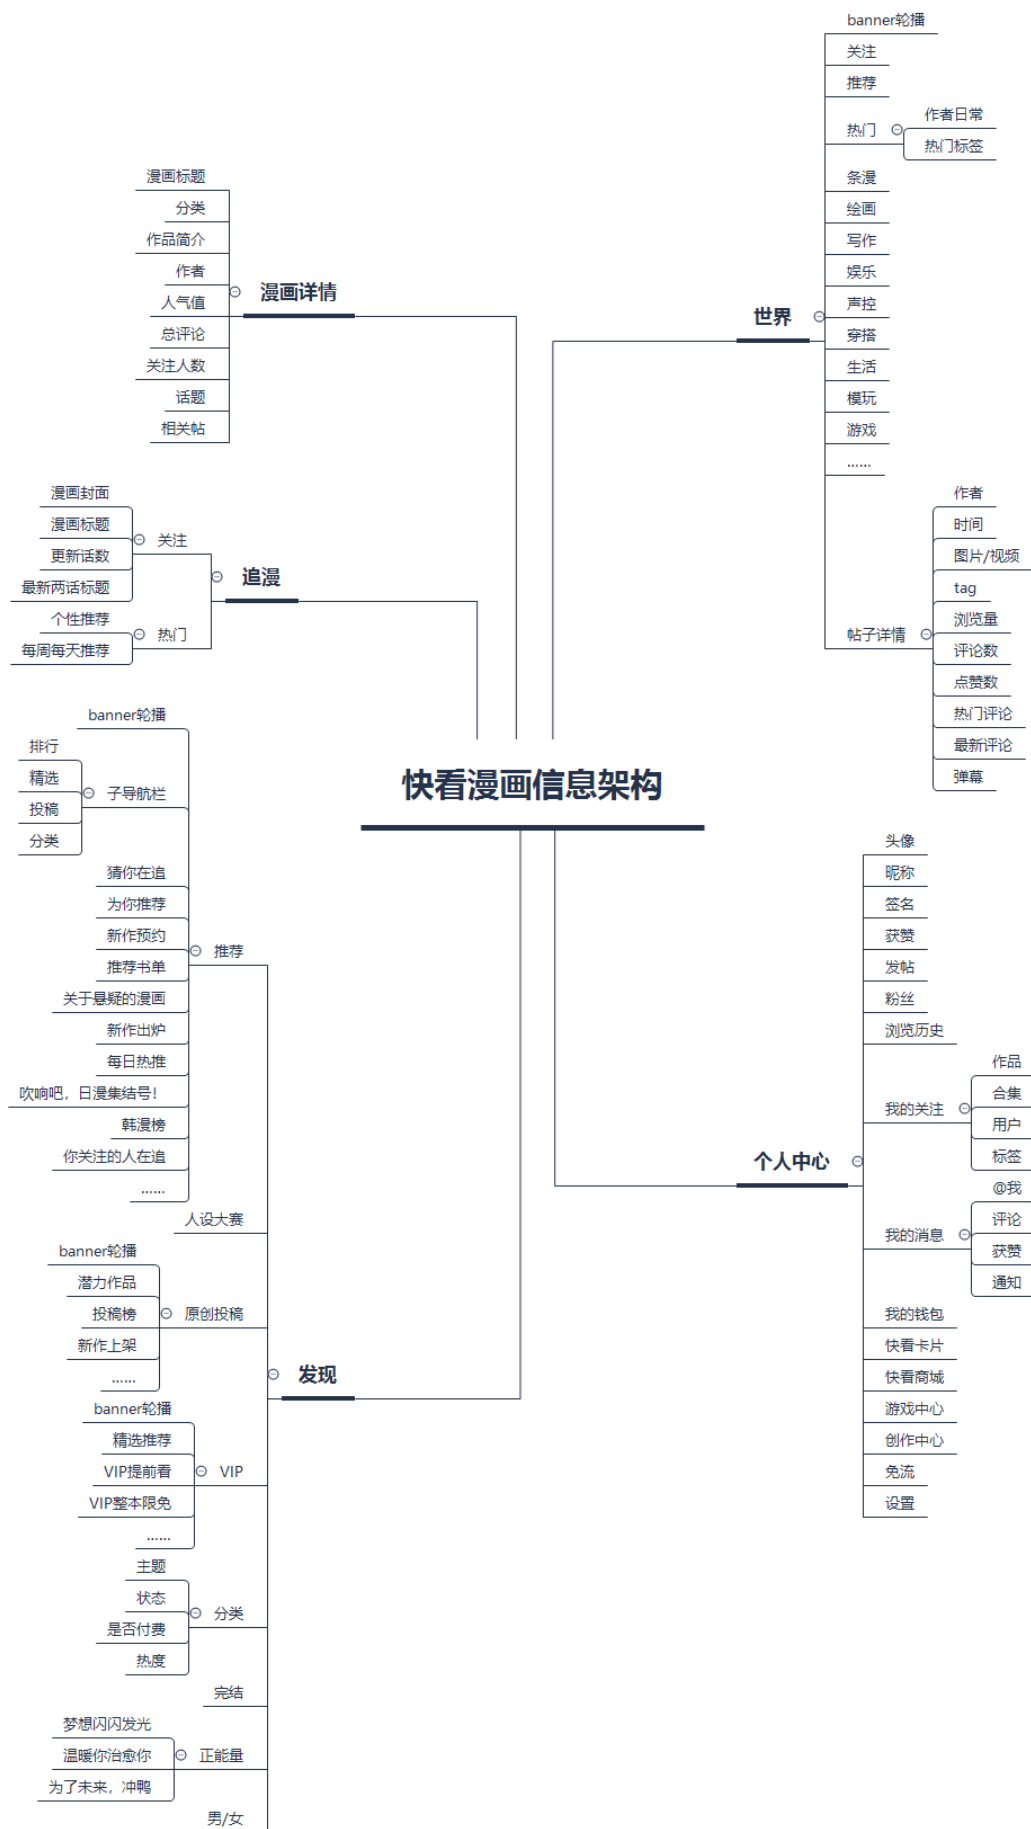 快看漫画信息架构
世界
banner轮播
关注
推荐
热门
作者日常
热门标签
条漫
绘画
写作
娱乐
声控
穿搭
生活
模玩
游戏
......
帖子详情
作者
时间
图片/视频
tag
浏览量
评论数
点赞数
热门评论
最新评论
弹幕
个人中心
头像
昵称
签名
获赞
发帖
粉丝
浏览历史
我的关注
作品
合集
用户
标签
我的消息
@我
评论
获赞
通知
我的钱包
快看卡片
快看商城
游戏中心
创作中心
免流
设置
漫画详情
漫画标题
分类
作品简介
作者
人气值
总评论
关注人数
话题
相关帖
追漫
关注
漫画封面
漫画标题
更新话数
最新两话标题
热门
个性推荐
每周每天推荐
发现
推荐
banner轮播
子导航栏
排行
精选
投稿
分类
猜你在追
为你推荐
新作预约
推荐书单
关于悬疑的漫画
新作出炉
每日热推
吹响吧，日漫集结号！
韩漫榜
你关注的人在追
......
人设大赛
原创投稿
banner轮播
潜力作品
投稿榜
新作上架
......
VIP
banner轮播
精选推荐
VIP提前看
VIP整本限免
......
分类
主题
状态
是否付费
热度
完结
正能量
梦想闪闪发光
温暖你治愈你
为了未来，冲鸭
男/女